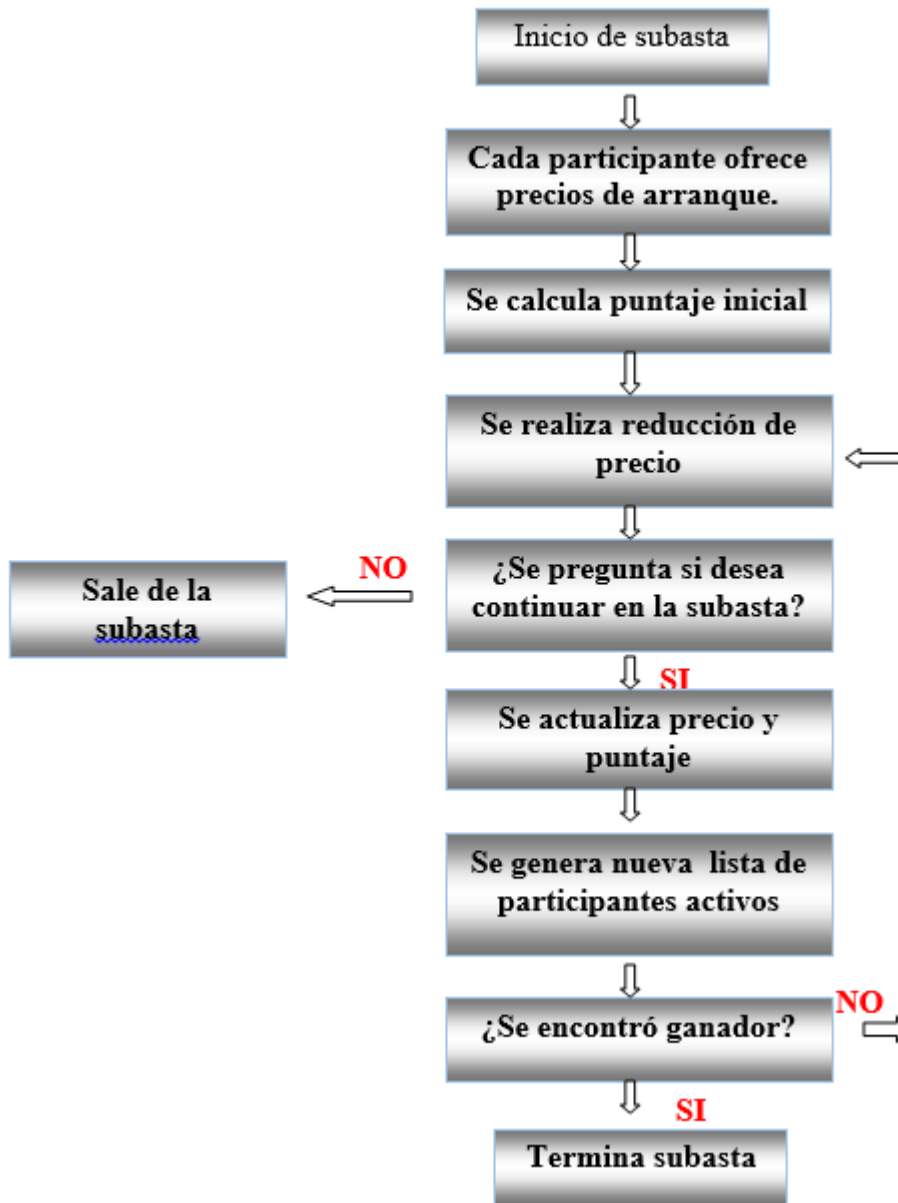 Inicio de subasta
Cada participante ofrece
precios de arranque.
Se calcula puntaje inicial
Se realiza reducción de
precio
NO
¿Se pregunta si desea
continuar en la subasta?
Sale de la
subasta
SI
Se actualiza precio y
puntaje
Se genera nueva lista de
participantes activos
¿Se encontró ganador?
NO
SI
Termina subasta